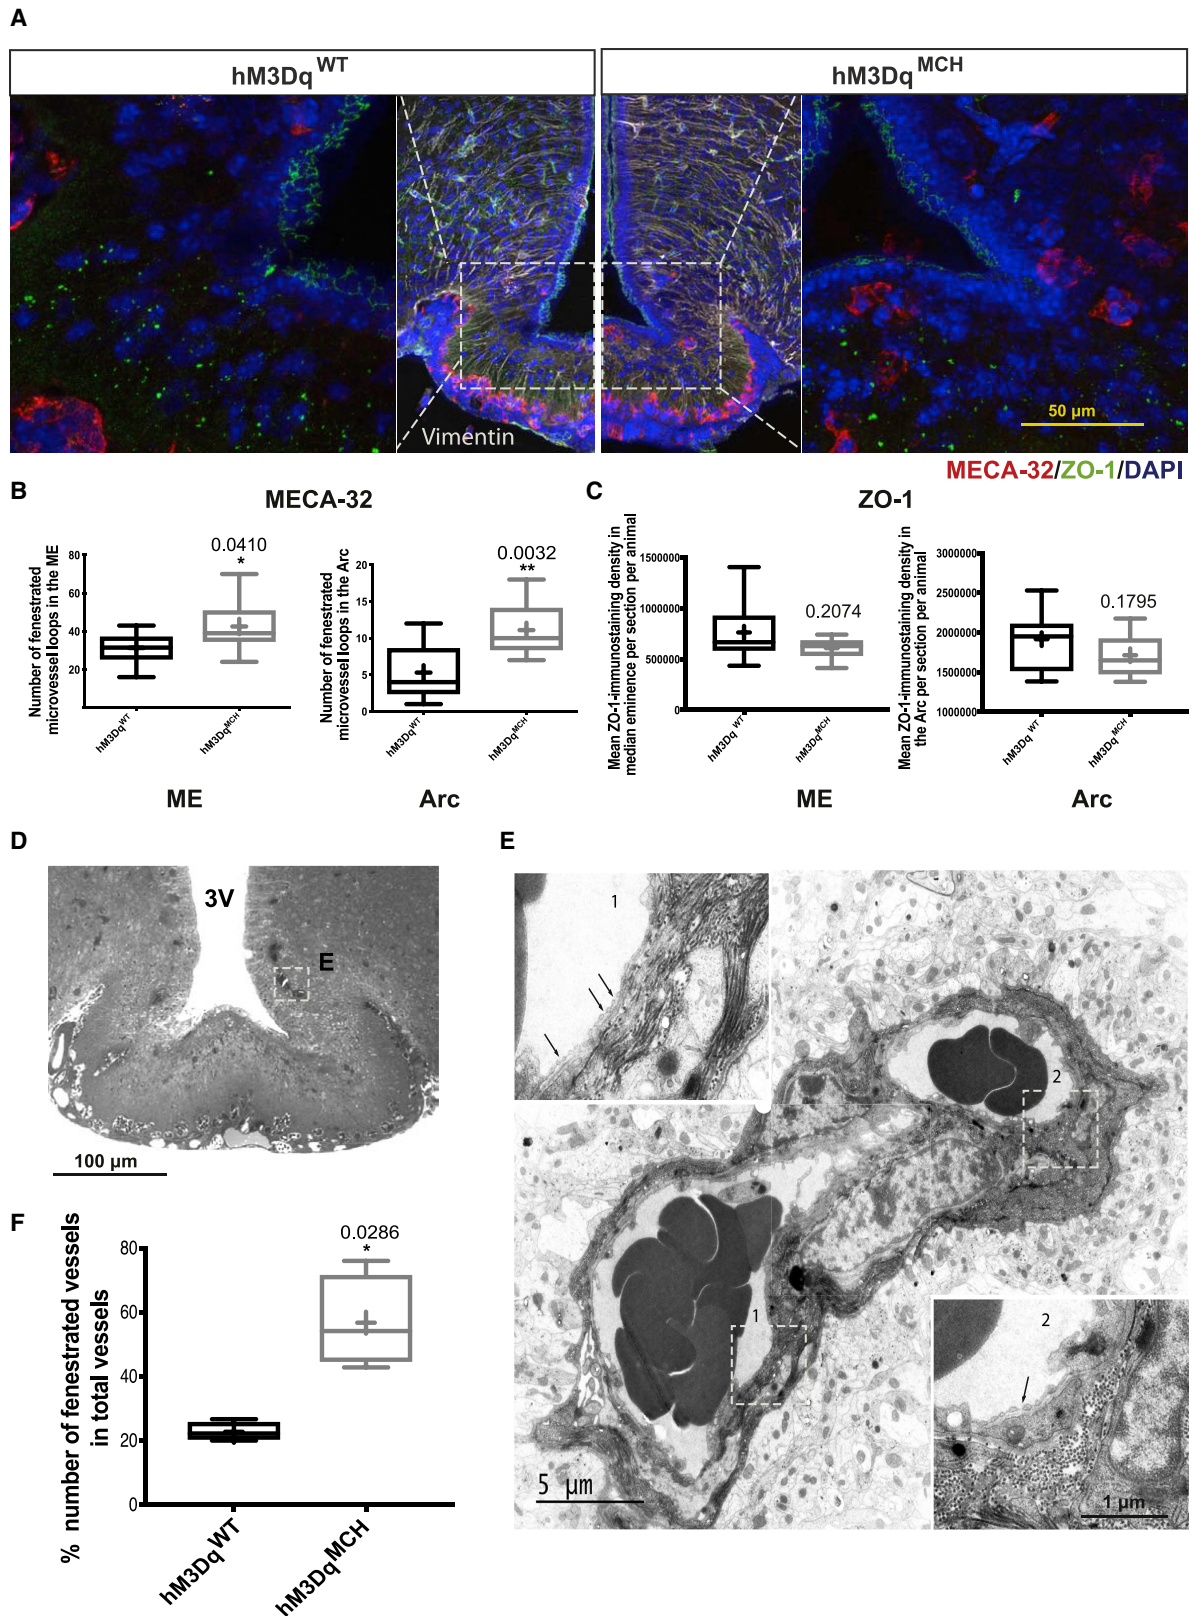 A
hM3Dq^WT
hM3Dq^MCH
Vimentin
50 µm
MECA-32/ZO-1/DAPI
B
MECA-32
Number of fenestrated
microvessel loops in the ME
80
60
40
20
0.0410
*
hM3Dq^WT
hM3Dq^MCH
ME
Number of fenestrated
microvessel loops in the Arc
20
15
10
5
0
0.0032
**
hM3Dq^WT
hM3Dq^MCH
Arc
C
ZO-1
Mean ZO-1-immunostaining density in
median eminence per section per animal
1500000
1000000
500000
0
0.2074
hM3Dq^WT
hM3Dq^MCH
ME
Mean ZO-1-immunostaining density in
the Arc per section per animal
3000000
2500000
2000000
1500000
1000000
0.1795
hM3Dq^WT
hM3Dq^MCH
Arc
D
3V
E
100 µm
E
1
2
1
2
5 µm
1 µm
F
% number of fenestrated vessels
in total vessels
80
60
40
20
0
0.0286
*
hM3Dq^WT
hM3Dq^MCH